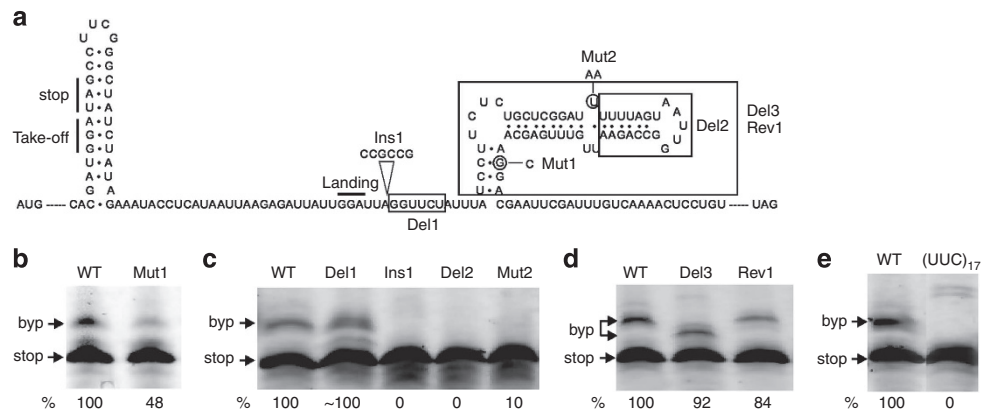 a
U C
U G
C • G
C • G
G • C
A • U
U • A
A • U
G • C
G • C
U • A
A • U
G • U
A • A
stop
Take-off
Mut2
AA
U C U
C UGCUCGGAU UUUUAGU A A
U ACGAGUUUG AAGACCG U U
UU G
U • A
C • G C Mut1
U • G
U • A
Del2
Del3
Rev1
Ins1
CCGCCG
Landing
AUG ----- CAC • GAAAUACCUCAUAAUUAAGAGAUUAUUGGAUUAGGUUCUAUUUA CGAAUUCGAUUUGUCAAAACUCCUGU ----- UAG
Del1
b
WT Mut1
byp
stop
% 100 48
c
WT Del1 Ins1 Del2 Mut2
byp
stop
% 100 ~100 0 0 10
d
WT Del3 Rev1
byp
stop
% 100 92 84
e
WT (UUC)17
byp
stop
% 100 0